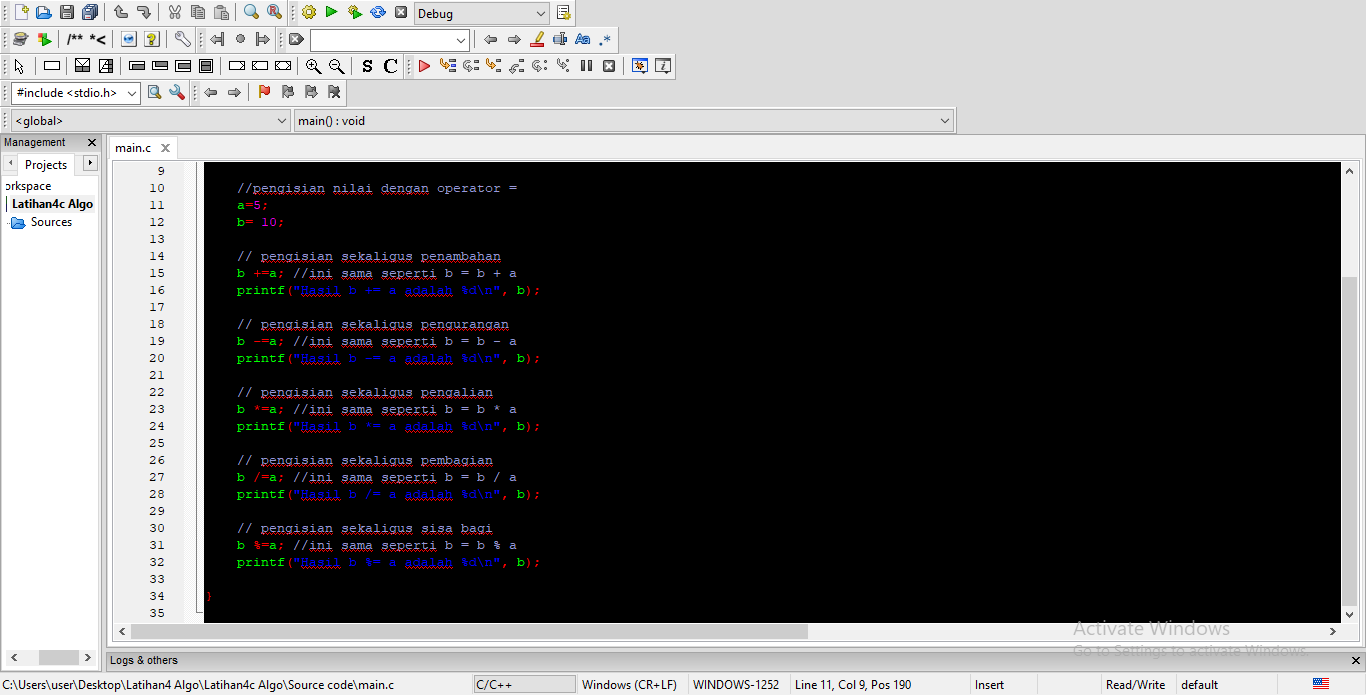 Debug
/** *<
Aa .*
S C
#include <stdio.h>
<global>
main() : void
Management
main.c
Projects
orkspace
Latihan4c Algo
Sources
9
10 //pengisian nilai dengan operator =
11 a=5;
12 b= 10;
13
14 // pengisian sekaligus penambahan
15 b +=a; //ini sama seperti b = b + a
16 printf("Hasil b += a adalah %d\n", b);
17
18 // pengisian sekaligus pengurangan
19 b -=a; //ini sama seperti b = b - a
20 printf("Hasil b -= a adalah %d\n", b);
21
22 // pengisian sekaligus pengalian
23 b *=a; //ini sama seperti b = b * a
24 printf("Hasil b *= a adalah %d\n", b);
25
26 // pengisian sekaligus pembagian
27 b /=a; //ini sama seperti b = b / a
28 printf("Hasil b /= a adalah %d\n", b);
29
30 // pengisian sekaligus sisa bagi
31 b %=a; //ini sama seperti b = b % a
32 printf("Hasil b %= a adalah %d\n", b);
33
34 }
35
Activate Windows
Go to Settings to activate Windows.
Logs & others
C:\Users\user\Desktop\Latihan4 Algo\Latihan4c Algo\Source code\main.c C/C++ Windows (CR+LF) WINDOWS-1252 Line 11, Col 9, Pos 190 Insert Read/Write default